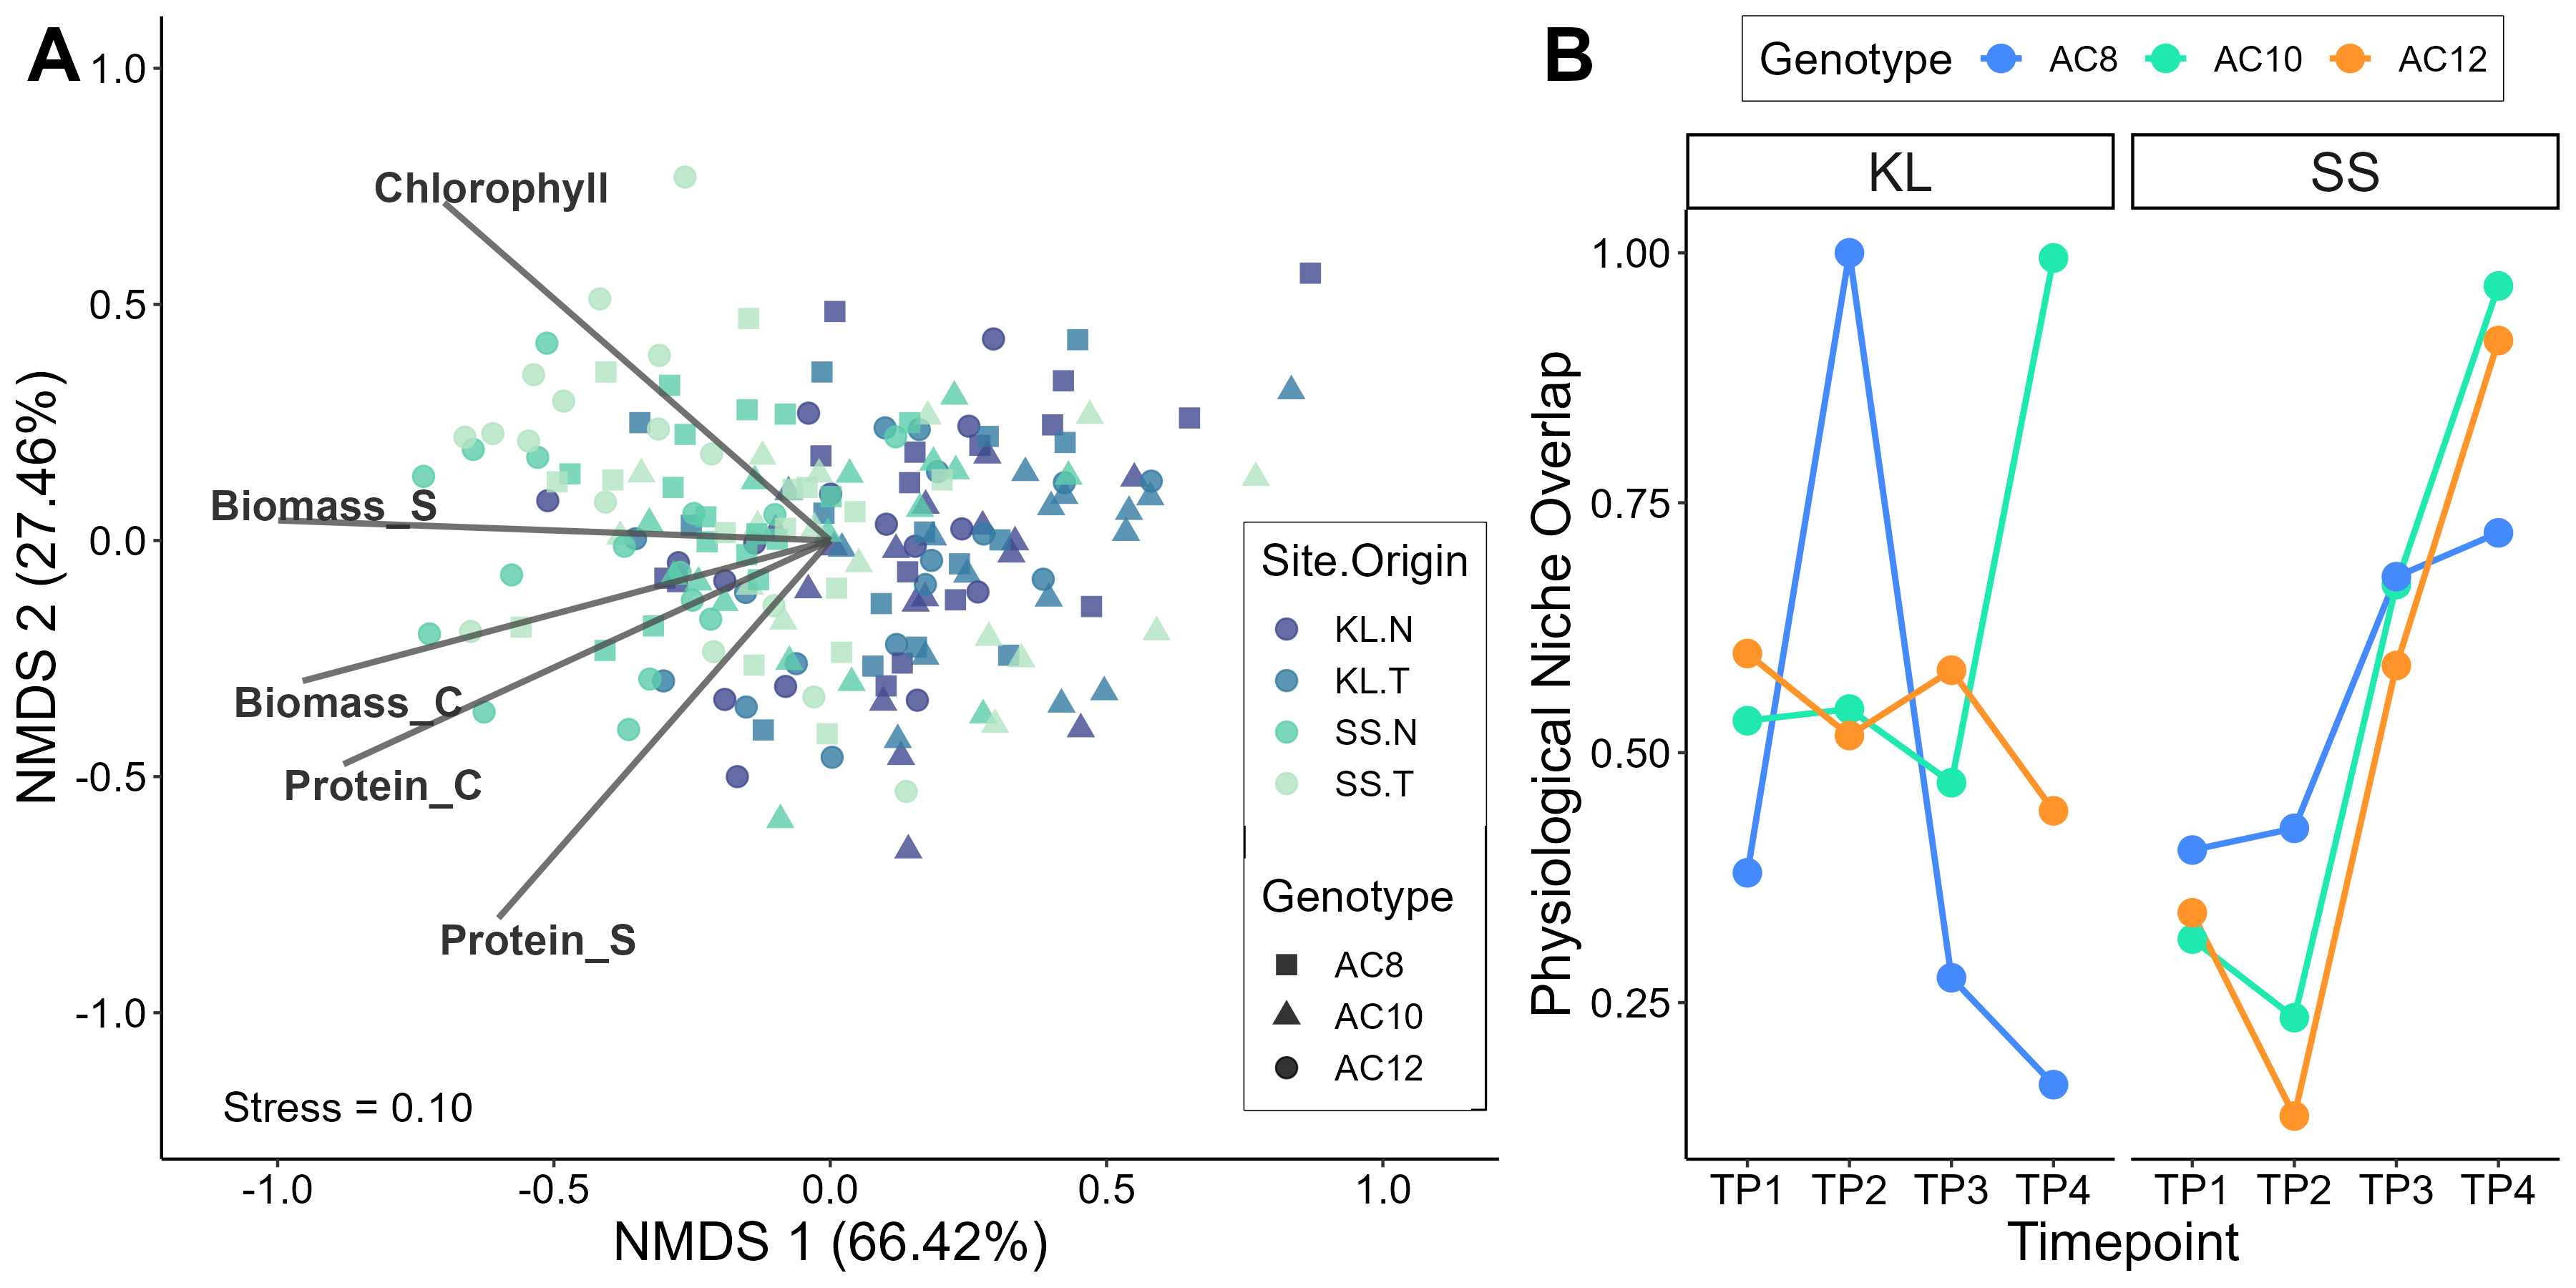 A
1.0
0.5
0.0
-0.5
-1.0
NMDS 2 (27.46%)
Chlorophyll
Biomass_S
Biomass_C
Protein_C
Protein_S
Stress = 0.10
Site.Origin
KL.N
KL.T
SS.N
SS.T
Genotype
AC8
AC10
AC12
-1.0 -0.5 0.0 0.5 1.0
NMDS 1 (66.42%)
B
Genotype AC8 AC10 AC12
KL SS
Physiological Niche Overlap
1.00
0.75
0.50
0.25
TP1 TP2 TP3 TP4 TP1 TP2 TP3 TP4
Timepoint